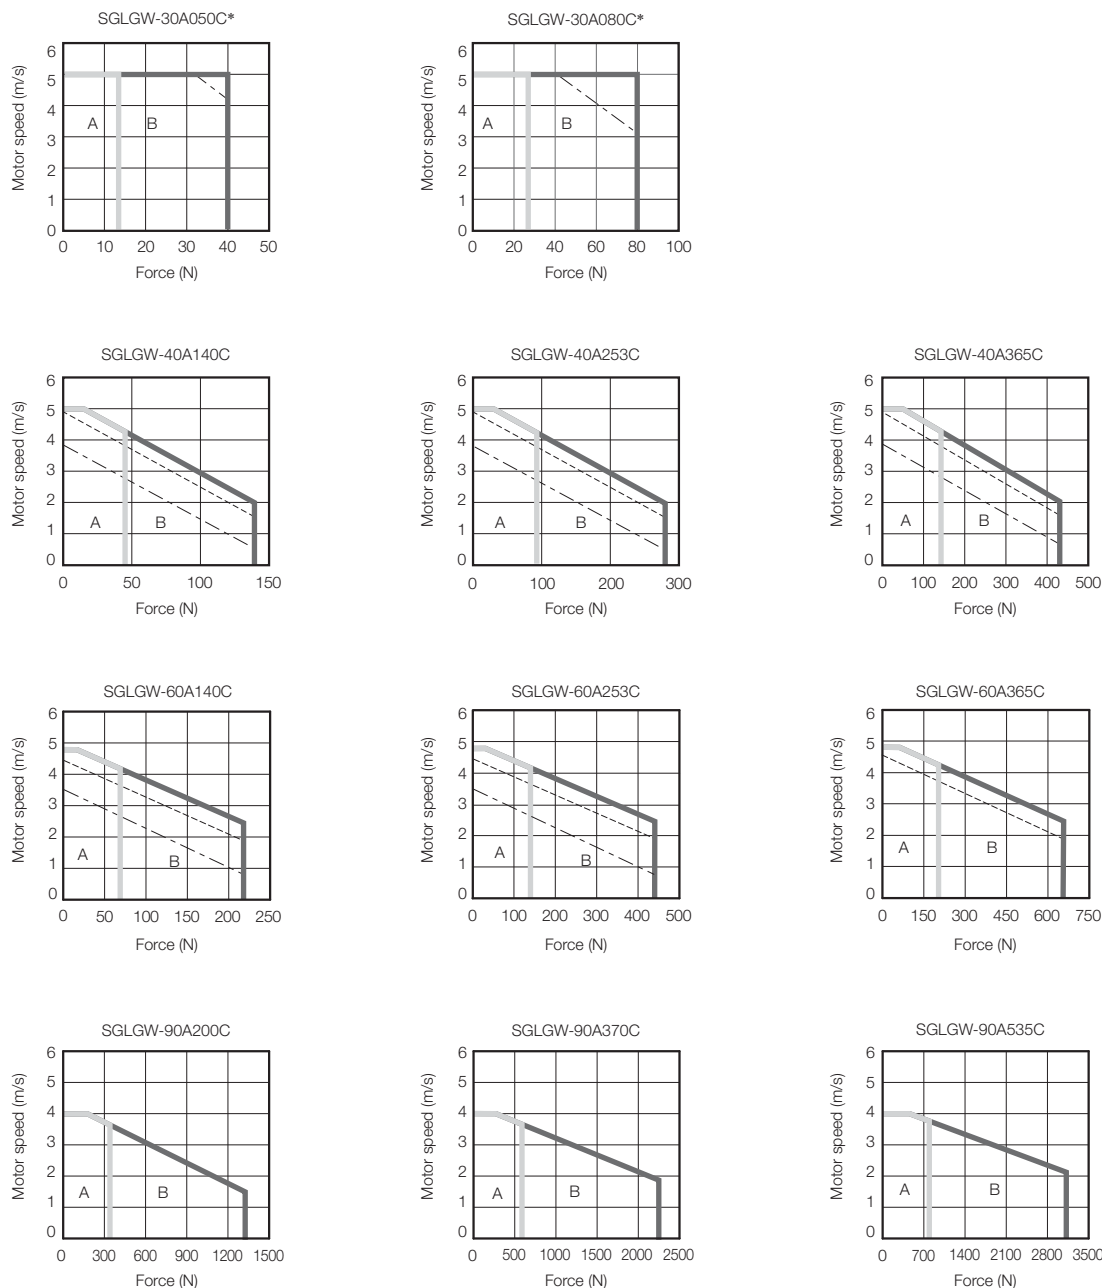 SGLGW-30A050C*
Motor speed (m/s)
6
5
4
3
2
1
0
A
B
0 10 20 30 40 50
Force (N)
SGLGW-30A080C*
Motor speed (m/s)
6
5
4
3
2
1
0
A
B
0 20 40 60 80 100
Force (N)
SGLGW-40A140C
Motor speed (m/s)
6
5
4
3
2
1
0
A
B
0 50 100 150
Force (N)
SGLGW-40A253C
Motor speed (m/s)
6
5
4
3
2
1
0
A
B
0 100 200 300
Force (N)
SGLGW-40A365C
Motor speed (m/s)
6
5
4
3
2
1
0
A
B
0 100 200 300 400 500
Force (N)
SGLGW-60A140C
Motor speed (m/s)
6
5
4
3
2
1
0
A
B
0 50 100 150 200 250
Force (N)
SGLGW-60A253C
Motor speed (m/s)
6
5
4
3
2
1
0
A
B
0 100 200 300 400 500
Force (N)
SGLGW-60A365C
Motor speed (m/s)
6
5
4
3
2
1
0
A
B
0 150 300 450 600 750
Force (N)
SGLGW-90A200C
Motor speed (m/s)
6
5
4
3
2
1
0
A
B
0 300 600 900 1200 1500
Force (N)
SGLGW-90A370C
Motor speed (m/s)
6
5
4
3
2
1
0
A
B
0 500 1000 1500 2000 2500
Force (N)
SGLGW-90A535C
Motor speed (m/s)
6
5
4
3
2
1
0
A
B
0 700 1400 2100 2800 3500
Force (N)